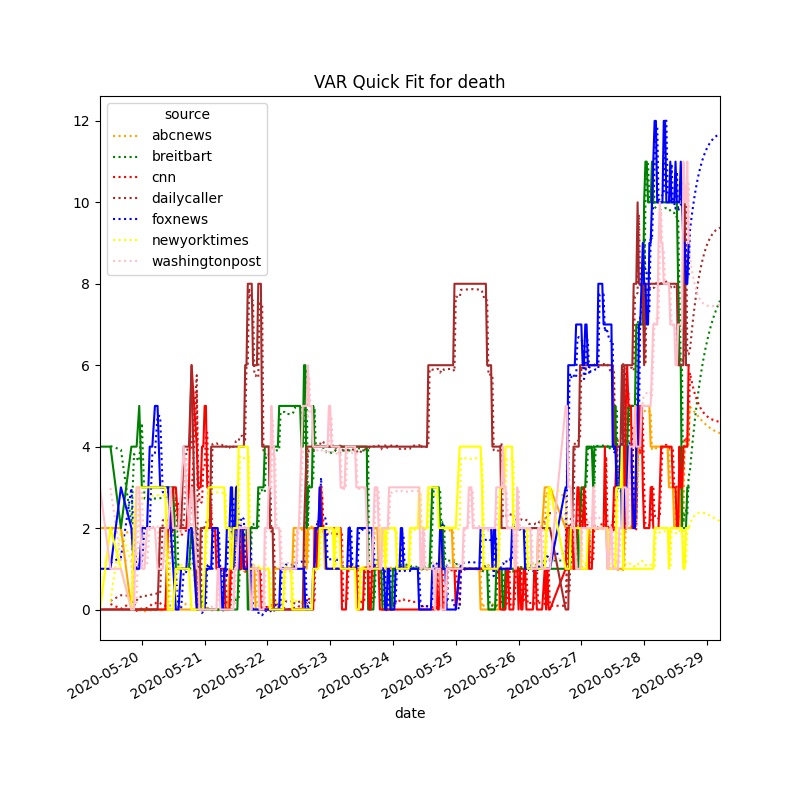 VAR Quick Fit for death
source
abcnews
breitbart
cnn
dailycaller
foxnews
newyorktimes
washingtonpost
12
10
8
6
4
2
0
2020-05-20
2020-05-21
2020-05-22
2020-05-23
2020-05-24
2020-05-25
2020-05-26
2020-05-27
2020-05-28
2020-05-29
date